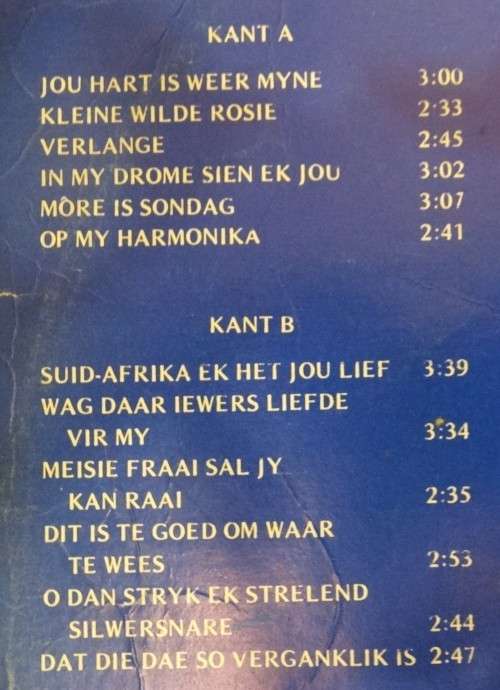 KANT A
JOU HART IS WEER MYNE 3:00
KLEINE WILDE ROSIE 2:33
VERLANGE 2:45
IN MY DROME SIEN EK JOU 3:02
MÔRE IS SONDAG 3:07
OP MY HARMONIKA 2:41
KANT B
SUID-AFRIKA EK HET JOU LIEF 3:39
WAG DAAR IEWERS LIEFDE
VIR MY 3:34
MEISIE FRAAI SAL JY
KAN RAAI 2:35
DIT IS TE GOED OM WAAR
TE WEES 2:53
O DAN STRYK EK STRELEND
SILWERSNARE 2:44
DAT DIE DAE SO VERGANKLIK IS 2:47